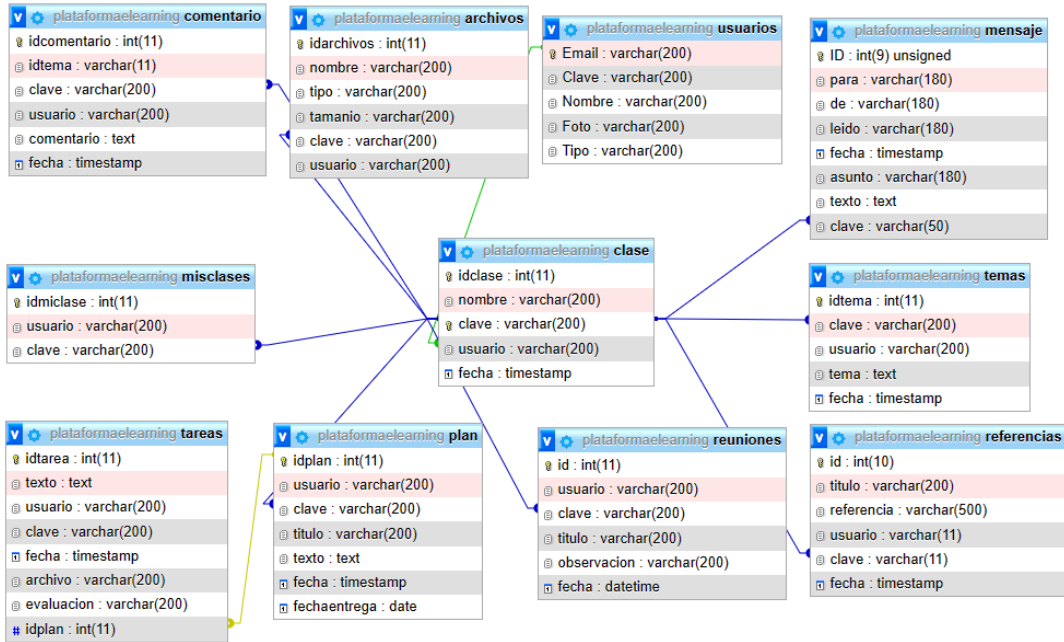 v plataformaelearning comentario
idcomentario : int(11)
idtema : varchar(11)
clave : varchar(200)
usuario : varchar(200)
comentario : text
fecha : timestamp
v plataformaelearning archivos
idarchivos : int(11)
nombre : varchar(200)
tipo : varchar(200)
tamanio : varchar(200)
clave : varchar(200)
usuario : varchar(200)
v plataformaelearning usuarios
Email : varchar(200)
Clave : varchar(200)
Nombre : varchar(200)
Foto : varchar(200)
Tipo : varchar(200)
v plataformaelearning mensaje
ID : int(9) unsigned
para : varchar(180)
de : varchar(180)
leido : varchar(180)
fecha : timestamp
asunto : varchar(180)
texto : text
clave : varchar(50)
v plataformaelearning misclases
idmiclase : int(11)
usuario : varchar(200)
clave : varchar(200)
v plataformaelearning clase
idclase : int(11)
nombre : varchar(200)
clave : varchar(200)
usuario : varchar(200)
fecha : timestamp
v plataformaelearning temas
idtema : int(11)
clave : varchar(200)
usuario : varchar(200)
tema : text
fecha : timestamp
v plataformaelearning tareas
idtarea : int(11)
texto : text
usuario : varchar(200)
clave : varchar(200)
fecha : timestamp
archivo : varchar(200)
evaluacion : varchar(200)
# idplan : int(11)
v plataformaelearning plan
idplan : int(11)
usuario : varchar(200)
clave : varchar(200)
titulo : varchar(200)
texto : text
fecha : timestamp
fechaentrega : date
v plataformaelearning reuniones
id : int(11)
usuario : varchar(200)
clave : varchar(200)
titulo : varchar(200)
observacion : varchar(200)
fecha : datetime
v plataformaelearning referencias
id : int(10)
titulo : varchar(200)
referencia : varchar(500)
usuario : varchar(11)
clave : varchar(11)
fecha : timestamp